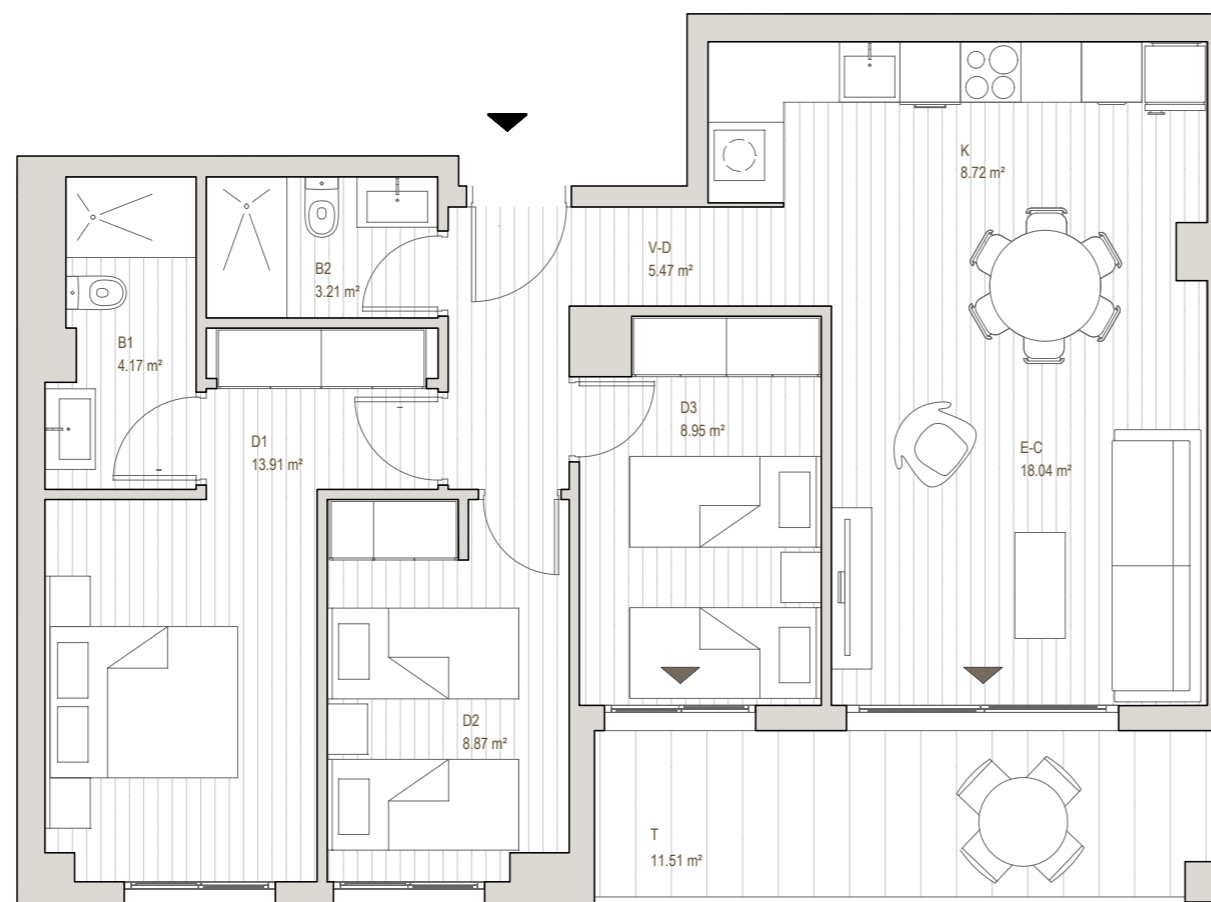 K
8.72 m²
V-D
5.47 m²
B2
3.21 m²
B1
4.17 m²
D3
8.95 m²
D1
13.91 m²
E-C
18.04 m²
D2
8.87 m²
T
11.51 m²